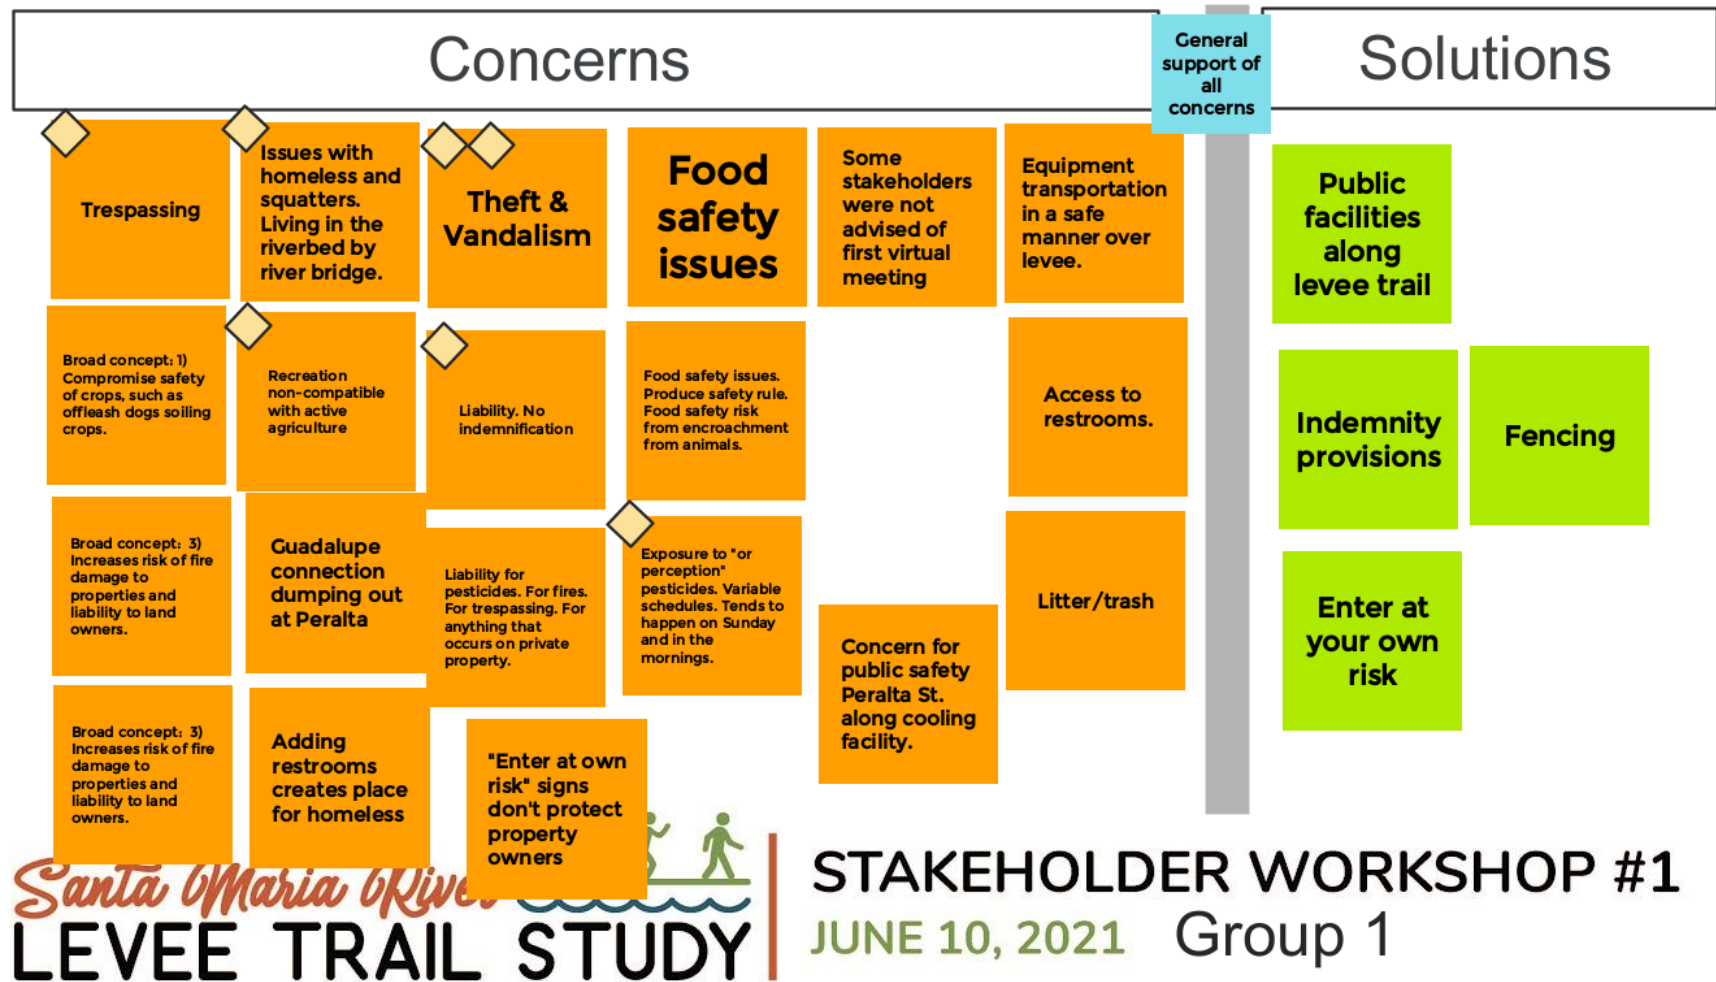 Concerns
General
support of
all
concerns
Solutions
Trespassing
Issues with
homeless and
squatters.
Living in the
riverbed by
river bridge.
Theft &
Vandalism
Food
safety
issues
Some
stakeholders
were not
advised of
first virtual
meeting
Equipment
transportation
in a safe
manner over
levee.
Public
facilities
along
levee trail
Broad concept: 1)
Compromise safety
of crops, such as
offleash dogs soiling
crops.
Recreation
non-compatible
with active
agriculture
Liability. No
indemnification
Food safety issues.
Produce safety rule.
Food safety risk
from encroachment
from animals.
Access to
restrooms.
Indemnity
provisions
Fencing
Broad concept: 3)
Increases risk of fire
damage to
properties and
liability to land
owners.
Guadalupe
connection
dumping out
at Peralta
Liability for
pesticides. For fires.
For trespassing. For
anything that
occurs on private
property.
Exposure to "or
perception"
pesticides. Variable
schedules. Tends to
happen on Sunday
and in the
mornings.
Concern for
public safety
Peralta St.
along cooling
facility.
Litter/trash
Enter at
your own
risk
Broad concept: 3)
Increases risk of fire
damage to
properties and
liability to land
owners.
Adding
restrooms
creates place
for homeless
"Enter at own
risk" signs
don't protect
property
owners
Santa Maria River
LEVEE TRAIL STUDY
STAKEHOLDER WORKSHOP #1
JUNE 10, 2021 Group 1